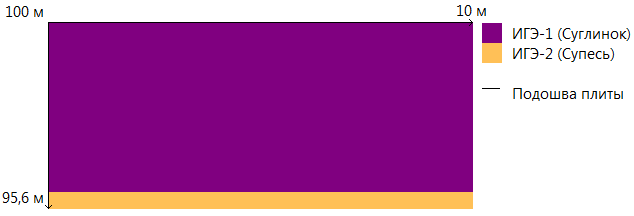 100 м
10 м
ИГЭ-1 (Суглинок)
ИГЭ-2 (Супесь)
Подошва плиты
95,6 м